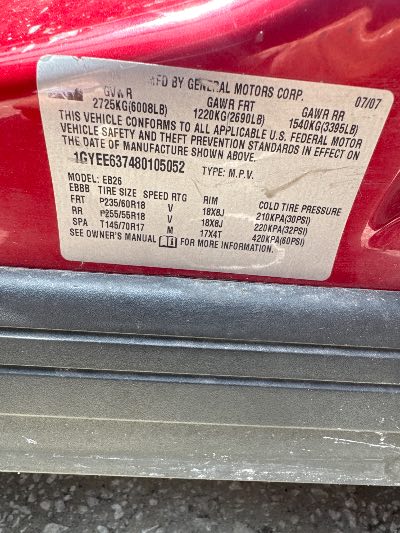 MFD BY GENERAL MOTORS CORP. 07/07
GVWR GAWR FRT GAWR RR
2725KG(6008LB) 1220KG(2690LB) 1540KG(3395LB)
THIS VEHICLE CONFORMS TO ALL APPLICABLE U.S. FEDERAL MOTOR
VEHICLE SAFETY AND THEFT PREVENTION STANDARDS IN EFFECT ON
THE DATE OF MANUFACTURE SHOWN ABOVE.
1GYEE637480105052 TYPE: M.P.V.
MODEL: EB26
EBBB TIRE SIZE SPEED RTG RIM COLD TIRE PRESSURE
FRT P235/60R18 V 18X8J 210KPA(30PSI)
RR P255/55R18 V 18X8J 220KPA(32PSI)
SPA T145/70R17 M 17X4T 420KPA(60PSI)
SEE OWNER'S MANUAL FOR MORE INFORMATION.